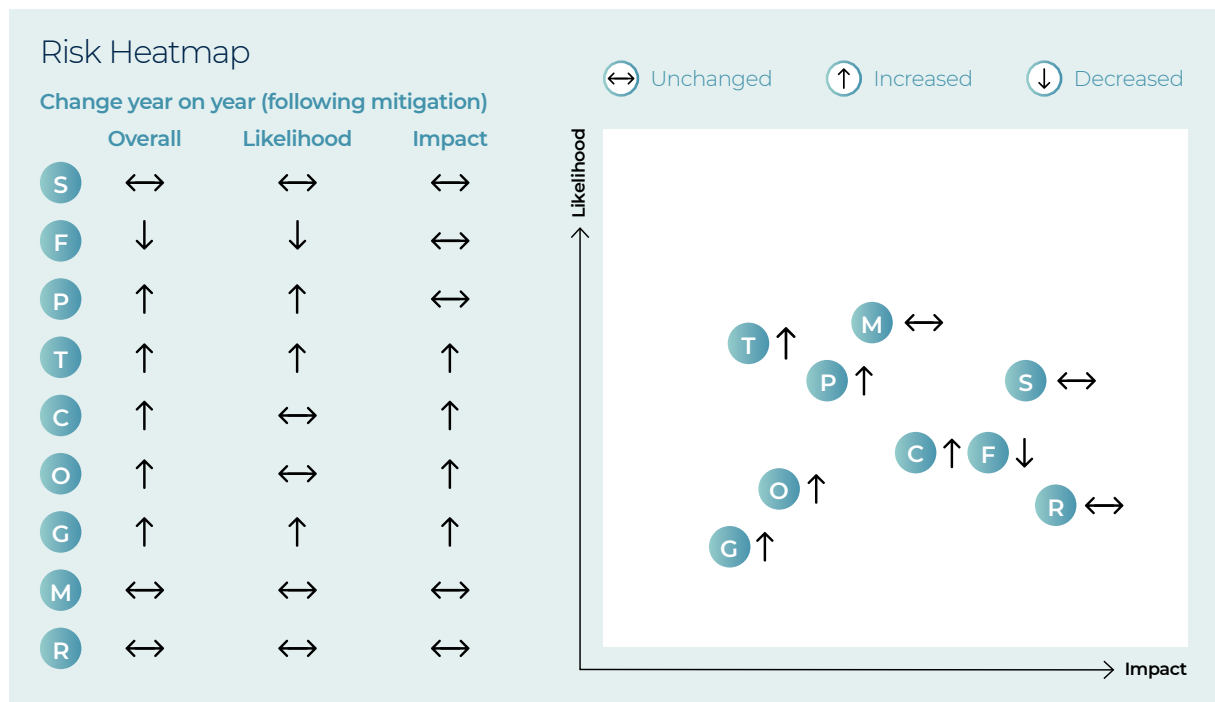 Risk Heatmap
Change year on year (following mitigation)
Overall Likelihood Impact
S ↔ ↔ ↔
F ↓ ↓ ↔
P ↑ ↑ ↔
T ↑ ↑ ↑
C ↑ ↔ ↑
O ↑ ↔ ↑
G ↑ ↑ ↑
M ↔ ↔ ↔
R ↔ ↔ ↔
↔ Unchanged ↑ Increased ↓ Decreased
Likelihood
M ↔
T ↑
P ↑
S ↔
C ↑ F ↓
O ↑
R ↔
G ↑
Impact